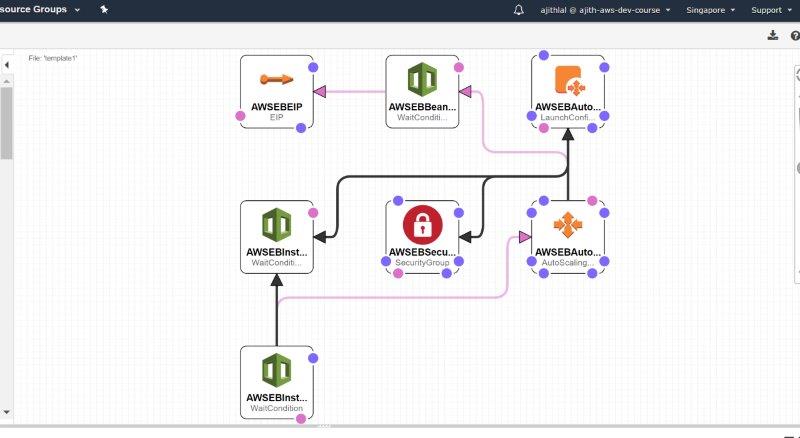 source Groups
ajithlal @ ajith-aws-dev-course
Singapore
Support
File: 'template1'
AWSEBEIP
EIP
AWSEBBean...
WaitConditi...
AWSEBAuto...
LaunchConfi...
AWSEBInst...
WaitConditi...
AWSEBSecu...
SecurityGroup
AWSEBAuto...
AutoScaling...
AWSEBInst...
WaitCondition